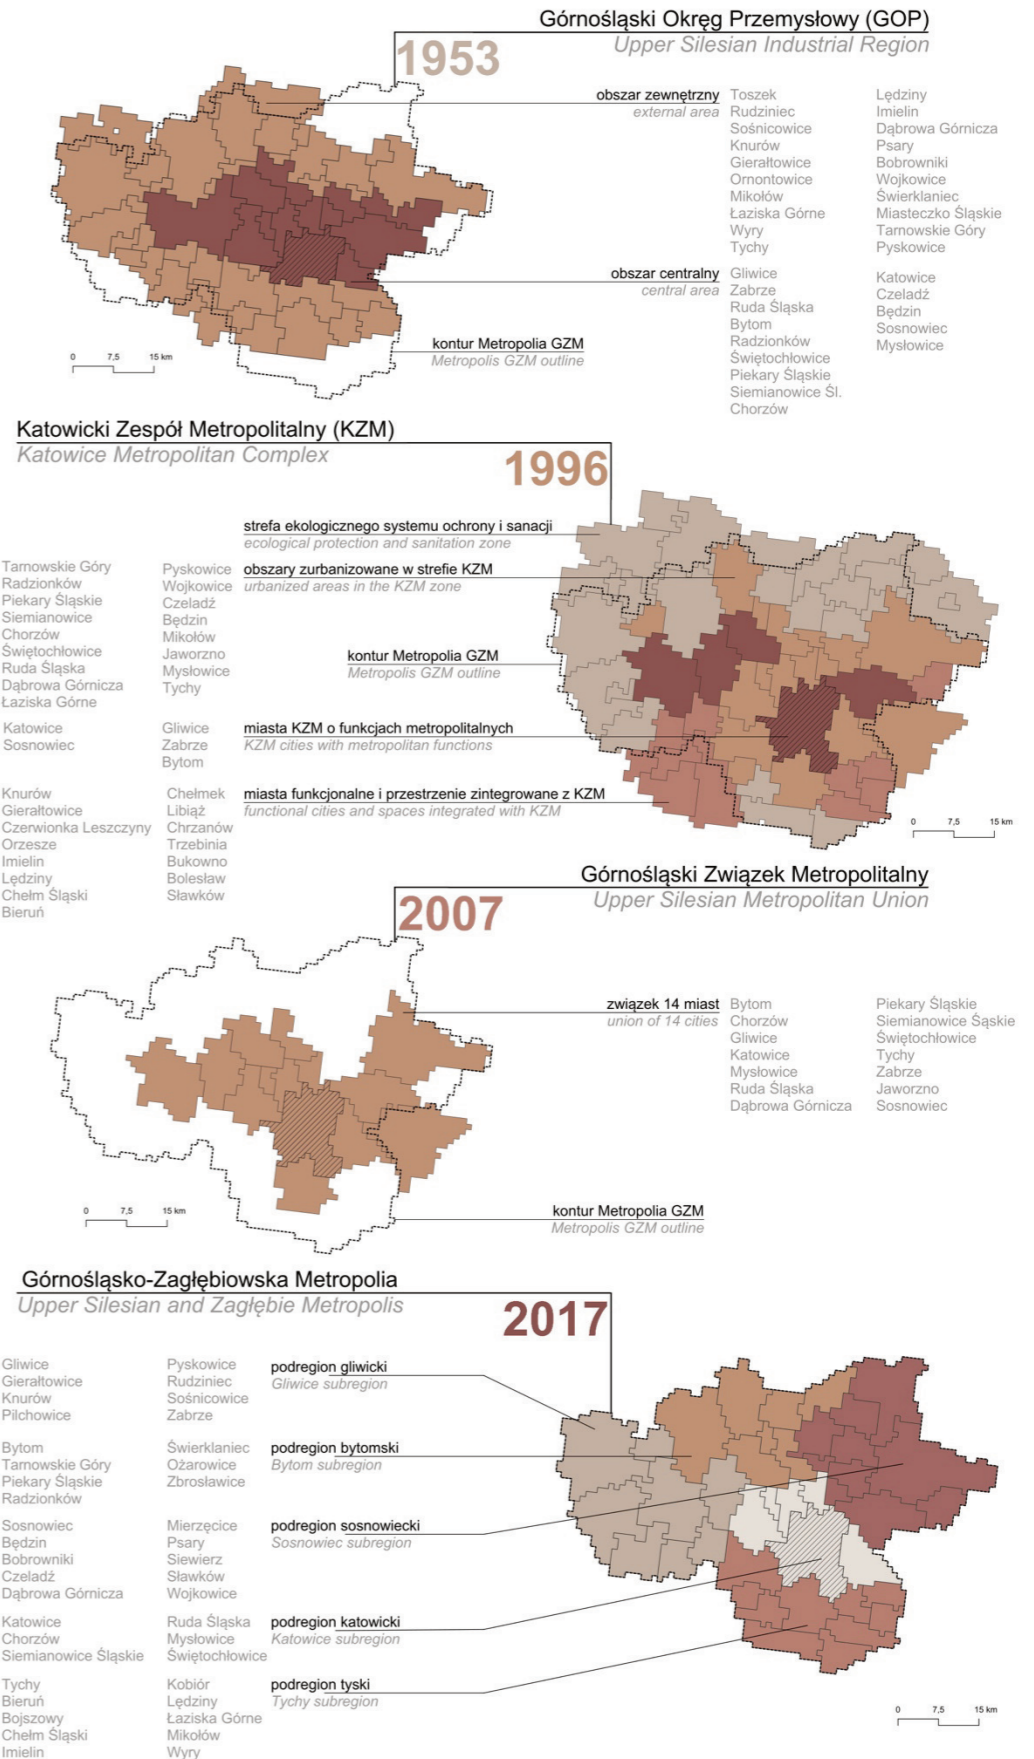 Górnośląski Okręg Przemysłowy (GOP)
Upper Silesian Industrial Region
1953
obszar zewnętrzny
external area
Toszek
Rudziniec
Sośnicowice
Knurów
Gierałtowice
Ornontowice
Mikołów
Łaziska Górne
Wyry
Tychy
Lędziny
Imielin
Dąbrowa Górnicza
Psary
Bobrowniki
Wojkowice
Świerklaniec
Miasteczko Śląskie
Tarnowskie Góry
Pyskowice
obszar centralny
central area
Gliwice
Zabrze
Ruda Śląska
Bytom
Radzionków
Świętochłowice
Piekary Śląskie
Siemianowice Śl.
Chorzów
Katowice
Czeladź
Będzin
Sosnowiec
Mysłowice
kontur Metropolia GZM
Metropolis GZM outline
0 7,5 15 km
Katowicki Zespół Metropolitalny (KZM)
Katowice Metropolitan Complex
1996
strefa ekologicznego systemu ochrony i sanacji
ecological protection and sanitation zone
Tarnowskie Góry
Radzionków
Piekary Śląskie
Siemianowice
Chorzów
Świętochłowice
Ruda Śląska
Dąbrowa Górnicza
Łaziska Górne
Pyskowice
Wojkowice
Czeladź
Będzin
Mikołów
Jaworzno
Mysłowice
Tychy
obszary zurbanizowane w strefie KZM
urbanized areas in the KZM zone
kontur Metropolia GZM
Metropolis GZM outline
Katowice
Sosnowiec
Gliwice
Zabrze
Bytom
miasta KZM o funkcjach metropolitalnych
KZM cities with metropolitan functions
Knurów
Gierałtowice
Czerwionka Leszczyny
Orzesze
Imielin
Lędziny
Chełm Śląski
Bieruń
Chełmek
Libiąż
Chrzanów
Trzebinia
Bukowno
Bolesław
Sławków
miasta funkcjonalne i przestrzenie zintegrowane z KZM
functional cities and spaces integrated with KZM
0 7,5 15 km
Górnośląski Związek Metropolitalny
Upper Silesian Metropolitan Union
2007
związek 14 miast
union of 14 cities
Bytom
Chorzów
Gliwice
Katowice
Mysłowice
Ruda Śląska
Dąbrowa Górnicza
Piekary Śląskie
Siemianowice Śąskie
Świętochłowice
Tychy
Zabrze
Jaworzno
Sosnowiec
0 7,5 15 km
kontur Metropolia GZM
Metropolis GZM outline
Górnośląsko-Zagłębiowska Metropolia
Upper Silesian and Zagłębie Metropolis
2017
Gliwice
Gierałtowice
Knurów
Pilchowice
Pyskowice
Rudziniec
Sośnicowice
Zabrze
podregion gliwicki
Gliwice subregion
Bytom
Tarnowskie Góry
Piekary Śląskie
Radzionków
Świerklaniec
Ożarowice
Zbrosławice
podregion bytomski
Bytom subregion
Sosnowiec
Będzin
Bobrowniki
Czeladź
Dąbrowa Górnicza
Mierzęcice
Psary
Siewierz
Sławków
Wojkowice
podregion sosnowiecki
Sosnowiec subregion
Katowice
Chorzów
Siemianowice Śląskie
Ruda Śląska
Mysłowice
Świętochłowice
podregion katowicki
Katowice subregion
Tychy
Bieruń
Bojszowy
Chełm Śląski
Imielin
Kobiór
Lędziny
Łaziska Górne
Mikołów
Wyry
podregion tyski
Tychy subregion
0 7,5 15 km